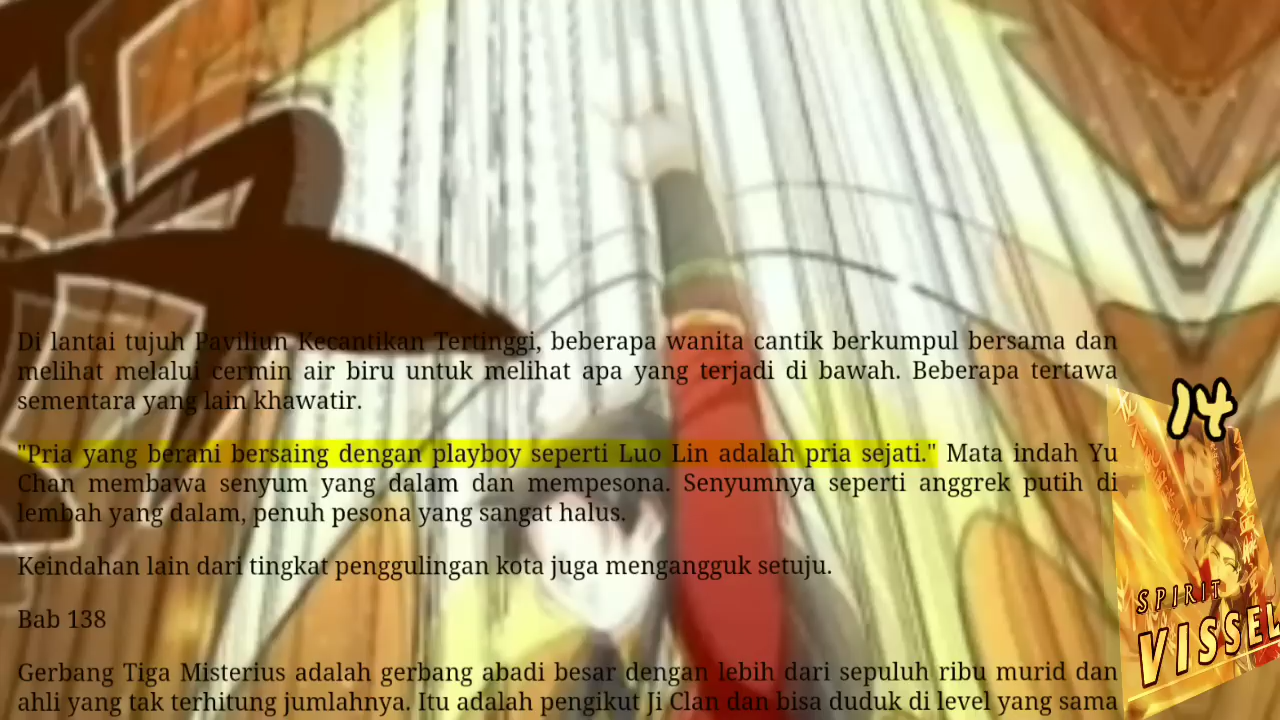 Di lantai tujuh Paviliun Kecantikan Tertinggi, beberapa wanita cantik berkumpul bersama dan
melihat melalui cermin air biru untuk melihat apa yang terjadi di bawah. Beberapa tertawa
sementara yang lain khawatir.
"Pria yang berani bersaing dengan playboy seperti Luo Lin adalah pria sejati." Mata indah Yu
Chan membawa senyum yang dalam dan mempesona. Senyumnya seperti anggrek putih di
lembah yang dalam, penuh pesona yang sangat halus.
Keindahan lain dari tingkat penggulingan kota juga mengangguk setuju.
Bab 138
Gerbang Tiga Misterius adalah gerbang abadi besar dengan lebih dari sepuluh ribu murid dan
ahli yang tak terhitung jumlahnya. Itu adalah pengikut Ji Clan dan bisa duduk di level yang sama
14
SPIRIT
VISSEL